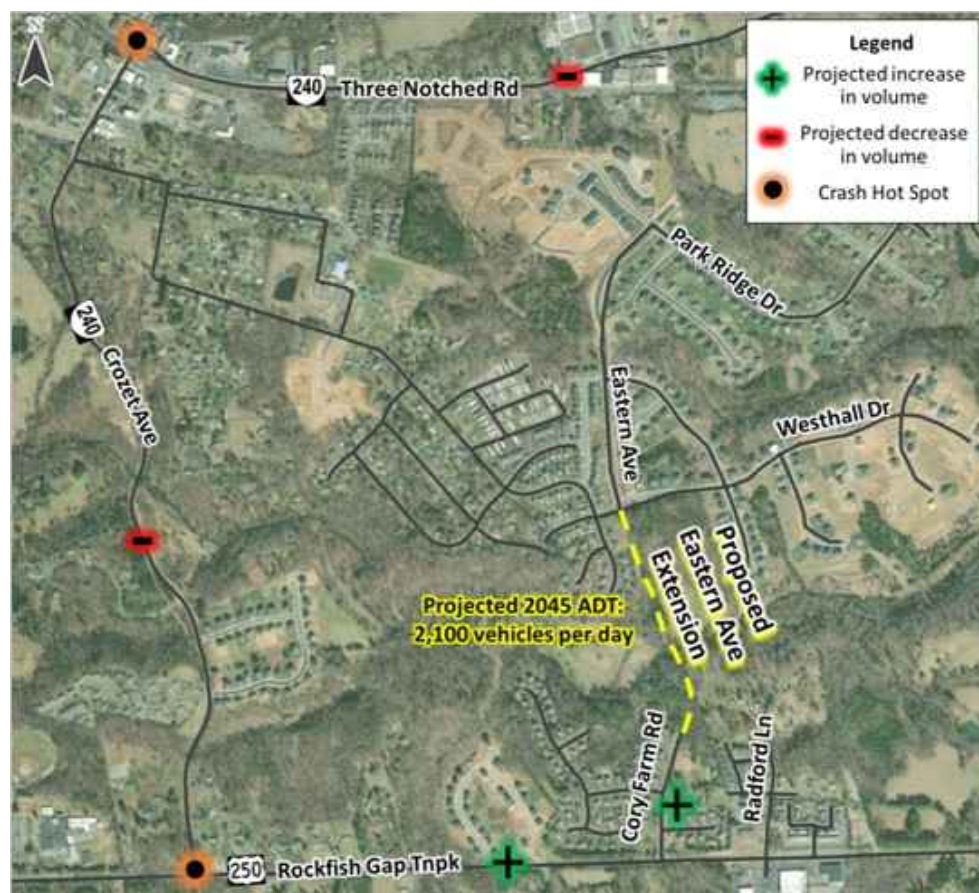 Legend
Projected increase
in volume
Projected decrease
in volume
Crash Hot Spot
240
Three Notched Rd
Park Ridge Dr
240
Crozet Ave
Eastern Ave
Westhall Dr
Proposed
Eastern Ave
Extension
Projected 2045 ADT:
2,100 vehicles per day
Cory Farm Rd
Radford Ln
250
Rockfish Gap Tnpk